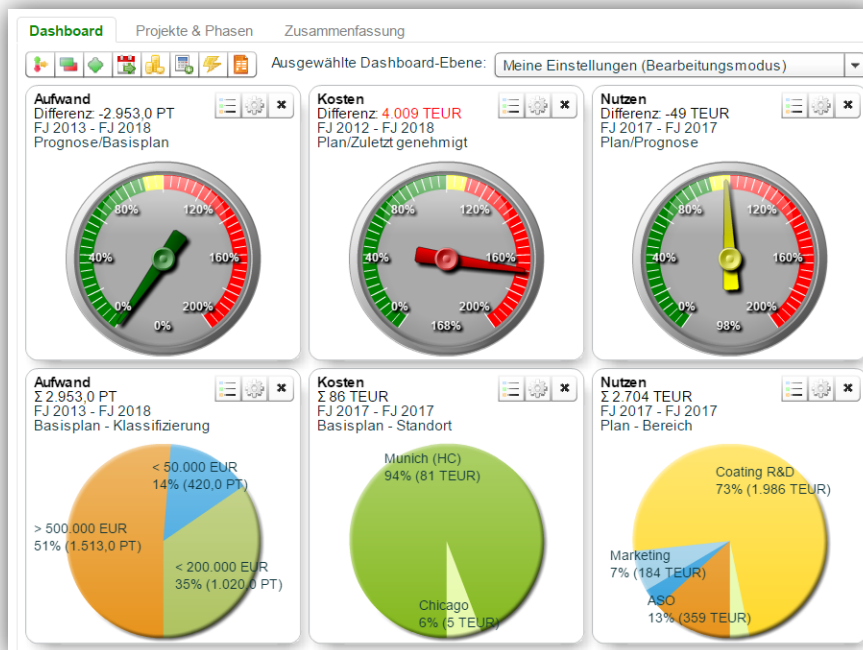 Dashboard Projekte & Phasen Zusammenfassung
Ausgewählte Dashboard-Ebene: Meine Einstellungen (Bearbeitungsmodus)
Aufwand
Differenz: -2.953,0 PT
FJ 2013 - FJ 2018
Prognose/Basisplan
80% 120%
40% 160%
0% 200%
0%
Kosten
Differenz: 4.009 TEUR
FJ 2012 - FJ 2018
Plan/Zuletzt genehmigt
80% 120%
40% 160%
0% 200%
168%
Nutzen
Differenz: -49 TEUR
FJ 2017 - FJ 2017
Plan/Prognose
80% 120%
40% 160%
0% 200%
98%
Aufwand
Σ 2.953,0 PT
FJ 2013 - FJ 2018
Basisplan - Klassifizierung
< 50.000 EUR
14% (420,0 PT)
> 500.000 EUR
51% (1.513,0 PT)
< 200.000 EUR
35% (1.020,0 PT)
Kosten
Σ 86 TEUR
FJ 2017 - FJ 2017
Basisplan - Standort
Munich (HC)
94% (81 TEUR)
Chicago
6% (5 TEUR)
Nutzen
Σ 2.704 TEUR
FJ 2017 - FJ 2017
Plan - Bereich
Coating R&D
73% (1.986 TEUR)
Marketing
7% (184 TEUR)
ASO
13% (359 TEUR)